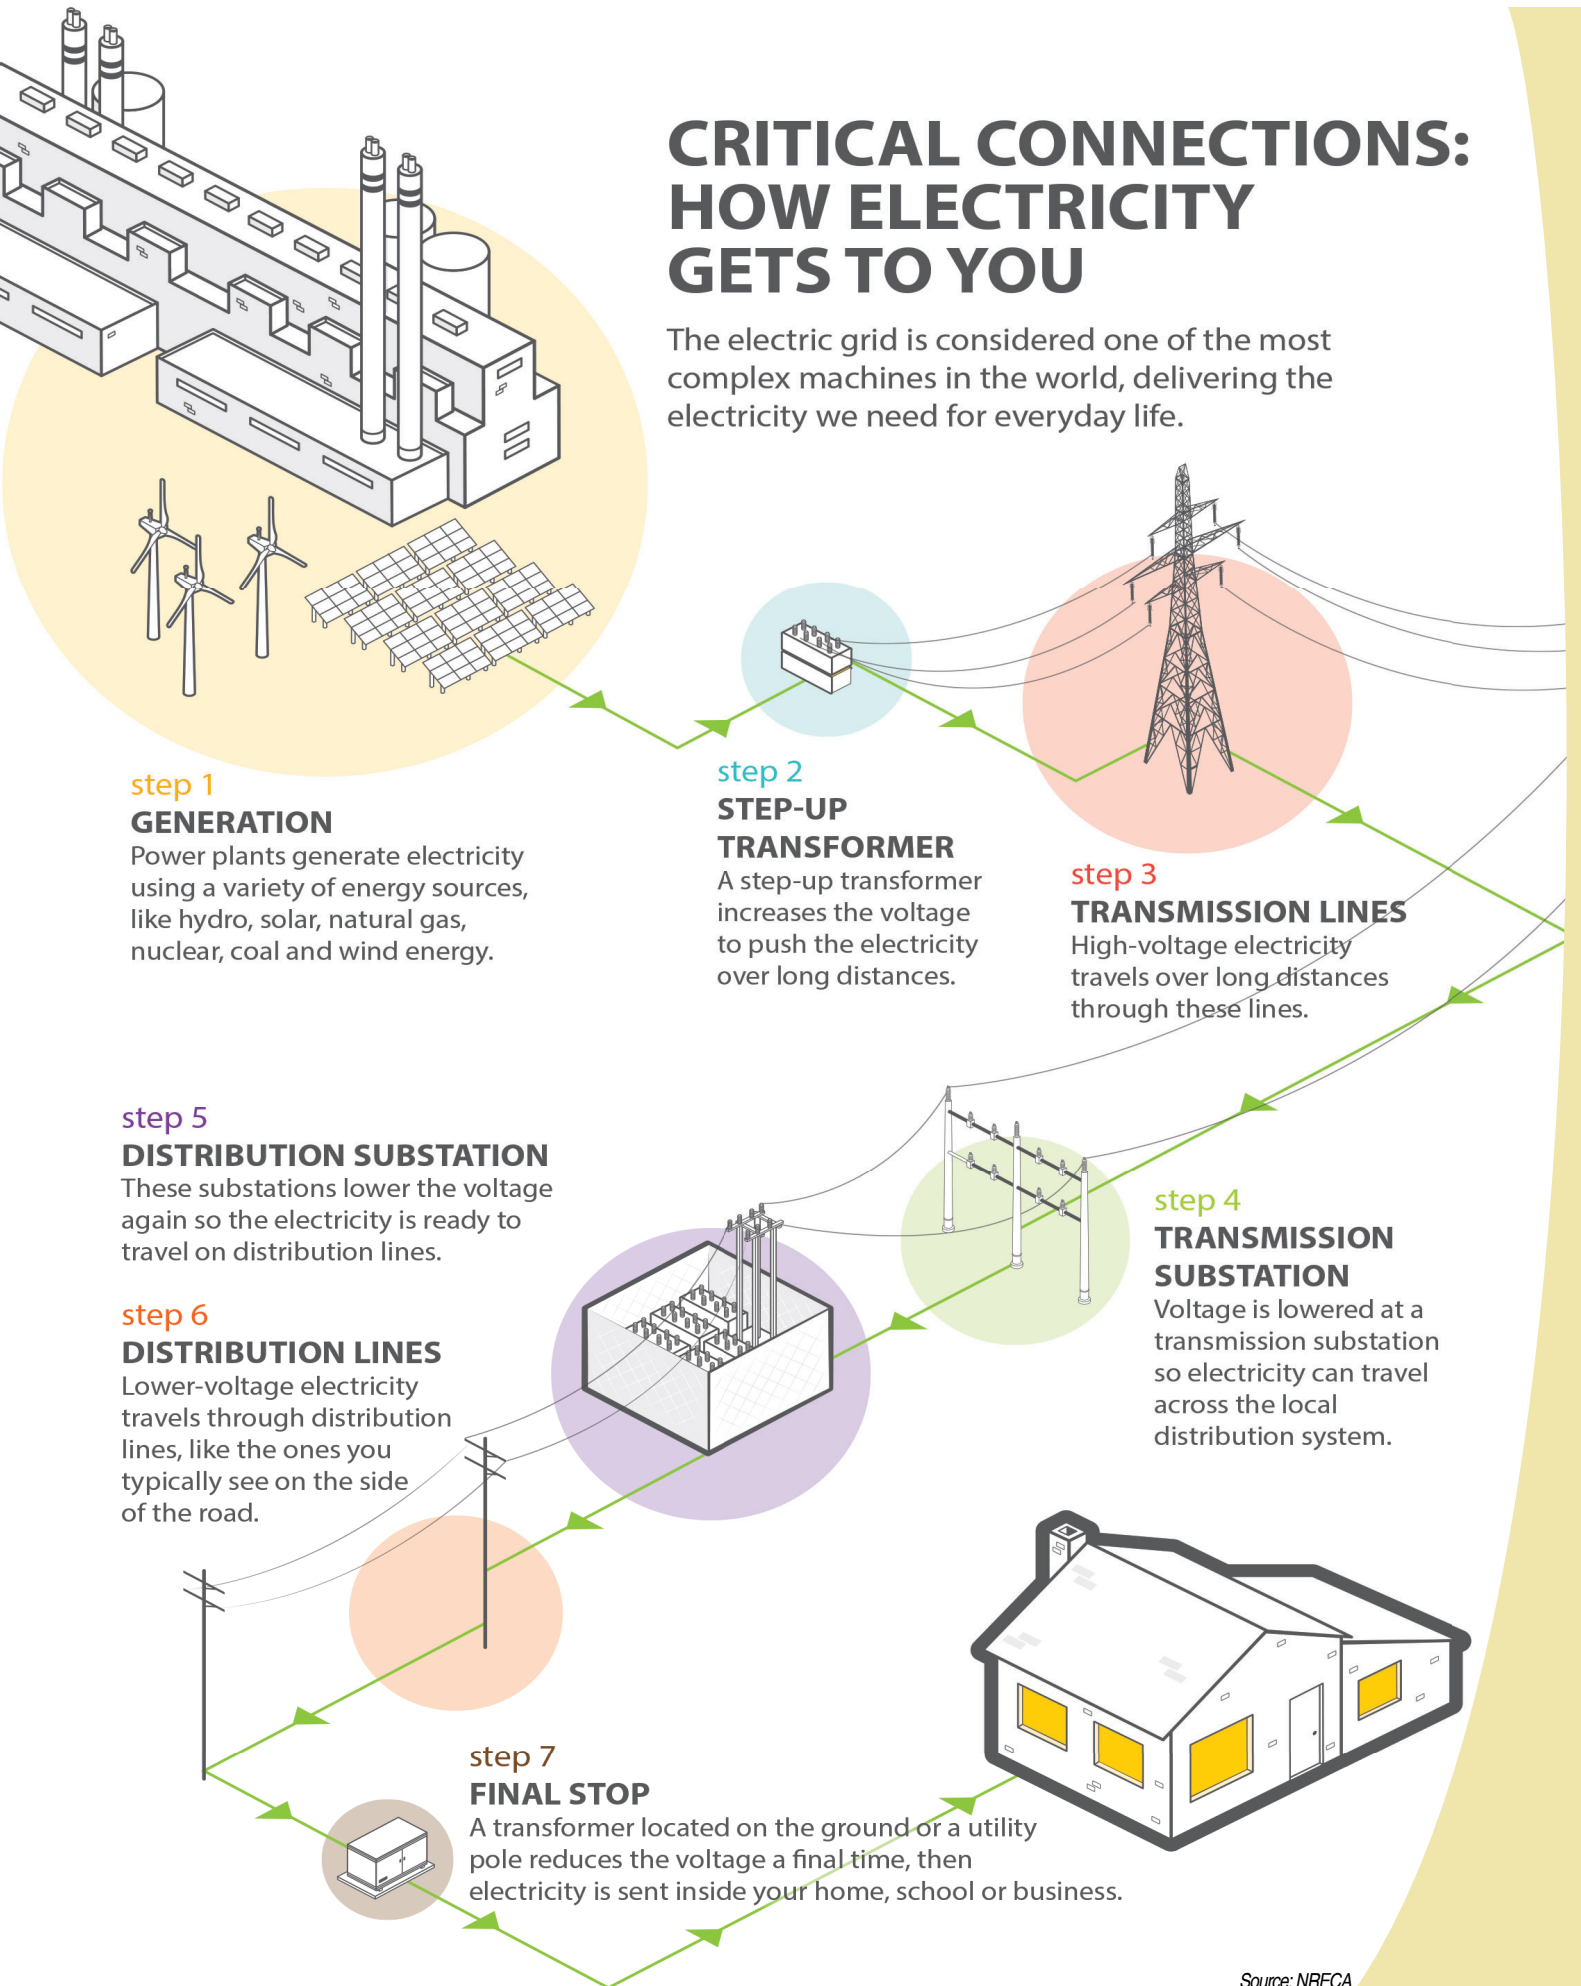 CRITICAL CONNECTIONS:
HOW ELECTRICITY
GETS TO YOU
The electric grid is considered one of the most
complex machines in the world, delivering the
electricity we need for everyday life.
step 1
GENERATION
Power plants generate electricity
using a variety of energy sources,
like hydro, solar, natural gas,
nuclear, coal and wind energy.
step 2
STEP-UP
TRANSFORMER
A step-up transformer
increases the voltage
to push the electricity
over long distances.
step 3
TRANSMISSION LINES
High-voltage electricity
travels over long distances
through these lines.
step 4
TRANSMISSION
SUBSTATION
Voltage is lowered at a
transmission substation
so electricity can travel
across the local
distribution system.
step 5
DISTRIBUTION SUBSTATION
These substations lower the voltage
again so the electricity is ready to
travel on distribution lines.
step 6
DISTRIBUTION LINES
Lower-voltage electricity
travels through distribution
lines, like the ones you
typically see on the side
of the road.
step 7
FINAL STOP
A transformer located on the ground or a utility
pole reduces the voltage a final time, then
electricity is sent inside your home, school or business.
Source: NRECA